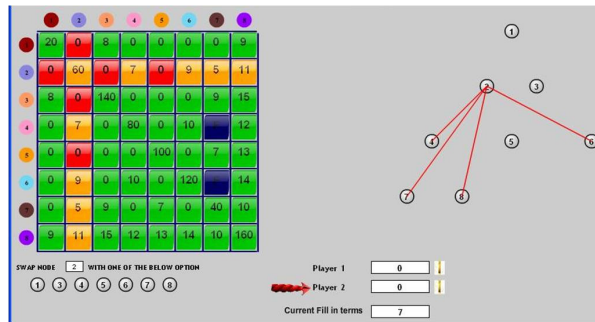 1 2 3 4 5 6 7 8
1 20 0 8 0 0 0 0 9
2 0 60 0 7 0 9 5 11
3 8 0 140 0 0 0 9 15
4 0 7 0 80 0 10 12
5 0 0 0 0 100 0 7 13
6 0 9 0 10 0 120 14
0 5 9 0 7 0 40 10
9 11 15 12 13 14 10 160
SWAP NODE 2 WITH ONE OF THE BELOW OPTION
1 3 4 5 6 7 8
1
2 3
4 5 6
7 8
Player 1 0
Player 2 0
Current Fill in terms 7